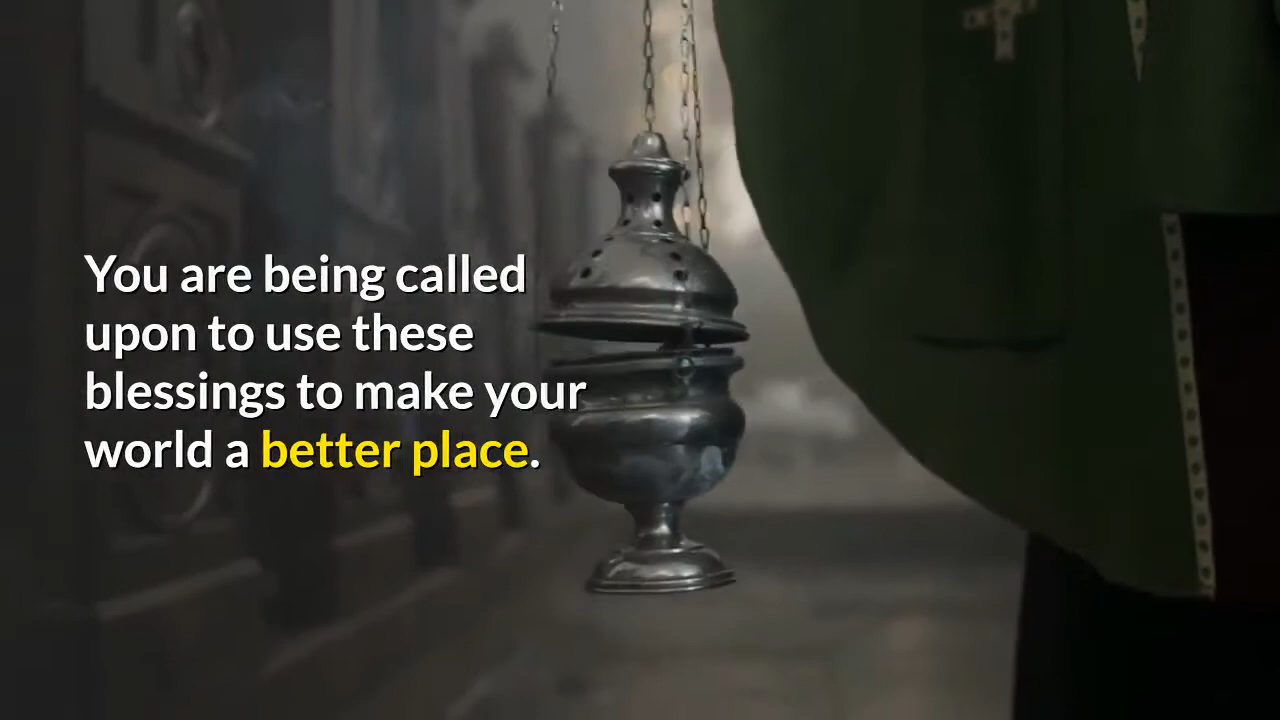 You are being called
upon to use these
blessings to make your
world a better place.